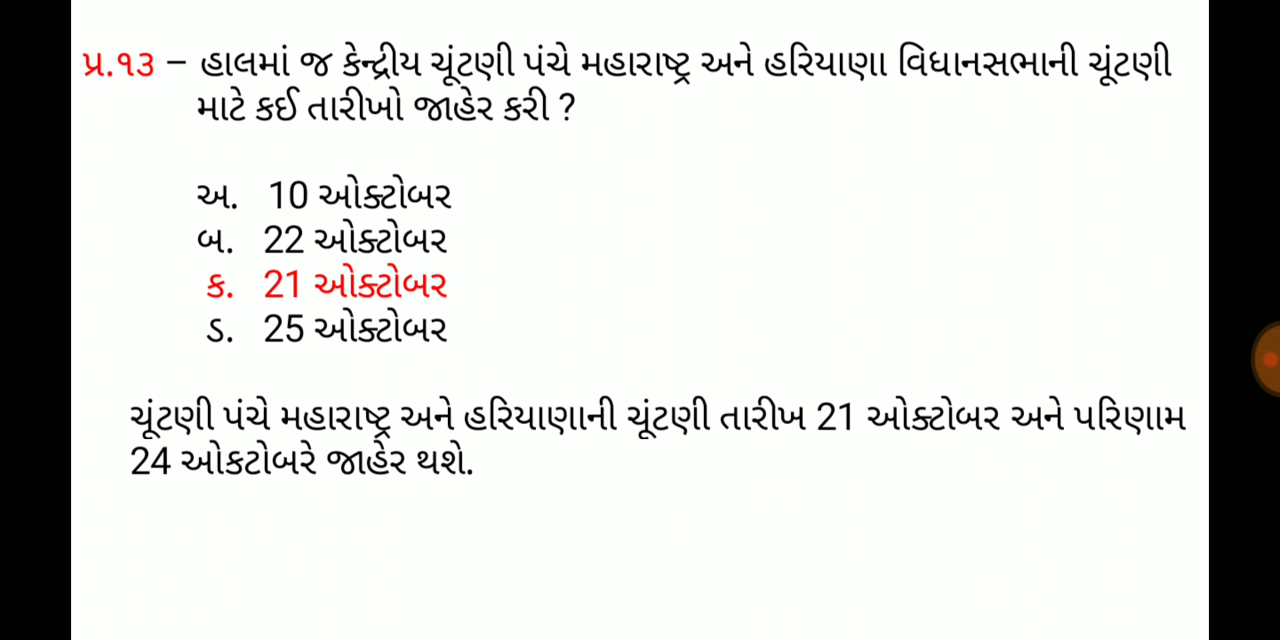 પ્ર.૧૩ – હાલમાં જ કેન્દ્રીય ચૂંટણી પંચે મહારાષ્ટ્ર અને હરિયાણા વિધાનસભાની ચૂંટણી
માટે કઈ તારીખો જાહેર કરી ?
અ. 10 ઓક્ટોબર
બ. 22 ઓક્ટોબર
ક. 21 ઓક્ટોબર
ડ. 25 ઓક્ટોબર
ચૂંટણી પંચે મહારાષ્ટ્ર અને હરિયાણાની ચૂંટણી તારીખ 21 ઓક્ટોબર અને પરિણામ
24 ઓકટોબરે જાહેર થશે.